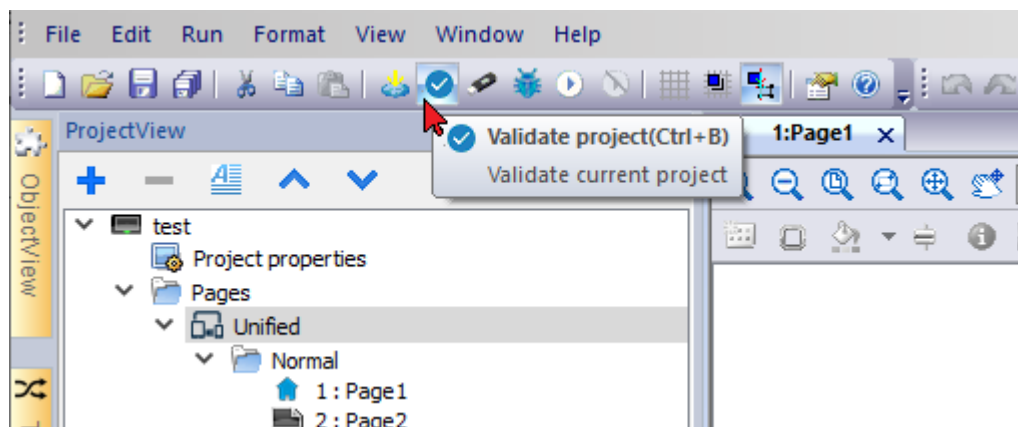 File Edit Run Format View Window Help
ProjectView
Validate project(Ctrl+B)
Validate current project
1:Page1
ObjectView
test
Project properties
Pages
Unified
Normal
1 : Page1
2 : Page2